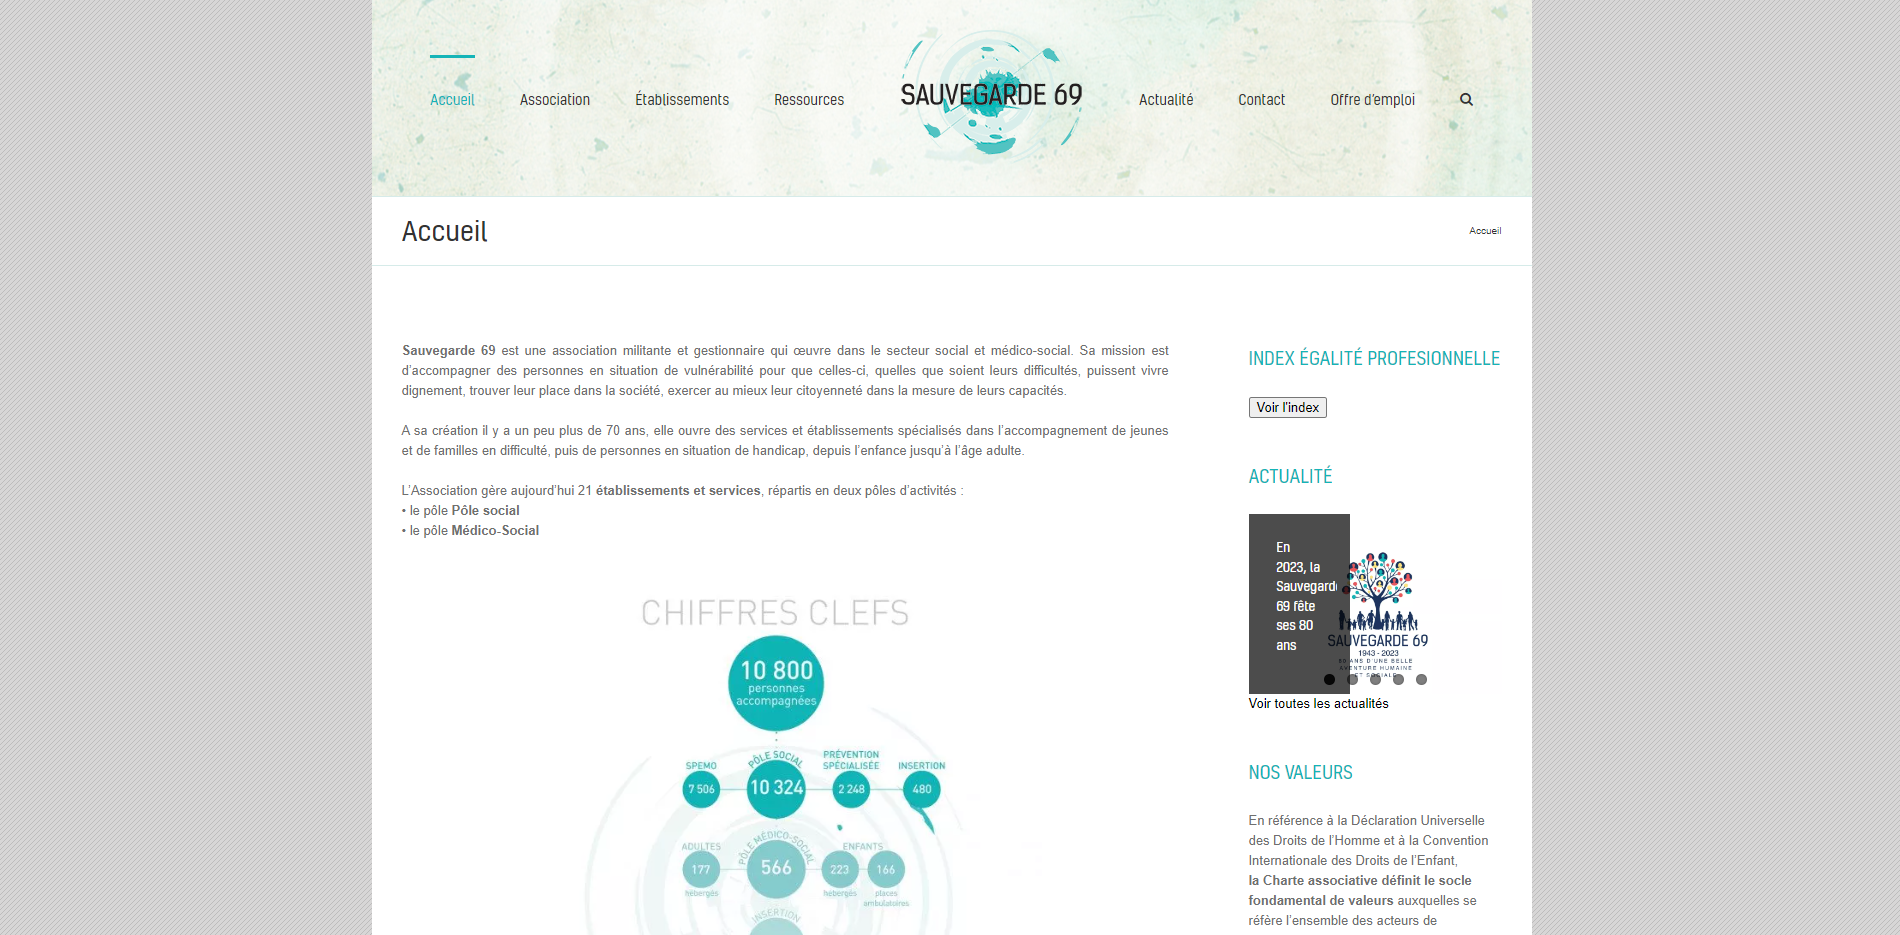 Accueil
Association
Établissements
Ressources
SAUVEGARDE 69
Actualité
Contact
Offre d'emploi
Accueil
Accueil
Sauvegarde 69 est une association militante et gestionnaire qui œuvre dans le secteur social et médico-social. Sa mission est
d'accompagner des personnes en situation de vulnérabilité pour que celles-ci, quelles que soient leurs difficultés, puissent vivre
dignement, trouver leur place dans la société, exercer au mieux leur citoyenneté dans la mesure de leurs capacités.
A sa création il y a un peu plus de 70 ans, elle ouvre des services et établissements spécialisés dans l'accompagnement de jeunes
et de familles en difficulté, puis de personnes en situation de handicap, depuis l'enfance jusqu'à l'âge adulte.
L'Association gère aujourd'hui 21 établissements et services, répartis en deux pôles d'activités :
• le pôle Pôle social
• le pôle Médico-Social
CHIFFRES CLEFS
10 800
personnes
accompagnées
SPEMO
7 506
PÔLE SOCIAL
10 324
PRÉVENTION
SPÉCIALISÉE
2 248
INSERTION
480
ADULTES
177
hébergés
PÔLE MÉDICO-SOCIAL
566
ENFANTS
223
hébergés
166
places
ambulatoires
INSERTION
INDEX ÉGALITÉ PROFESIONNELLE
Voir l'index
ACTUALITÉ
En
2023, la
Sauvegarde
69 fête
ses 80
ans
SAUVEGARDE 69
1943 - 2023
80 ANS D'UNE BELLE
AVENTURE HUMAINE
ET SOCIALE
Voir toutes les actualités
NOS VALEURS
En référence à la Déclaration Universelle
des Droits de l'Homme et à la Convention
Internationale des Droits de l'Enfant,
la Charte associative définit le socle
fondamental de valeurs auxquelles se
réfère l'ensemble des acteurs de